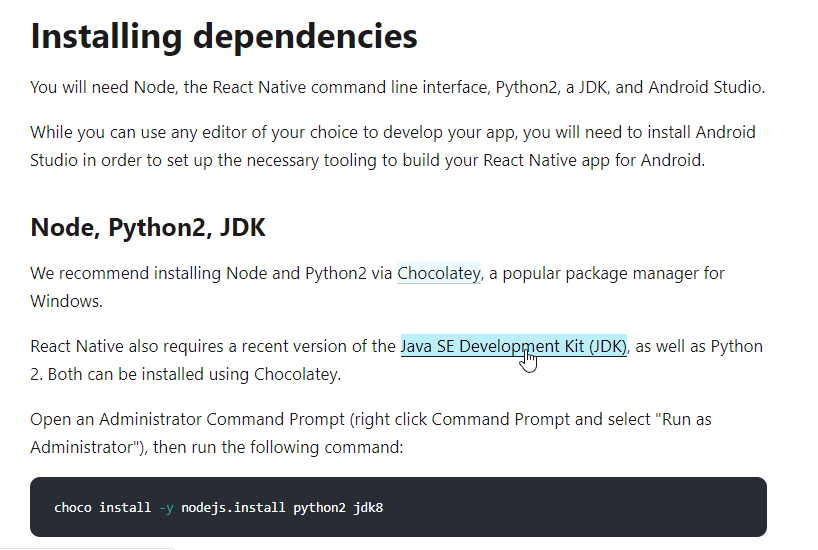 Installing dependencies
You will need Node, the React Native command line interface, Python2, a JDK, and Android Studio.
While you can use any editor of your choice to develop your app, you will need to install Android
Studio in order to set up the necessary tooling to build your React Native app for Android.
Node, Python2, JDK
We recommend installing Node and Python2 via Chocolatey, a popular package manager for
Windows.
React Native also requires a recent version of the Java SE Development Kit (JDK), as well as Python
2. Both can be installed using Chocolatey.
Open an Administrator Command Prompt (right click Command Prompt and select "Run as
Administrator"), then run the following command:
choco install -y nodejs.install python2 jdk8